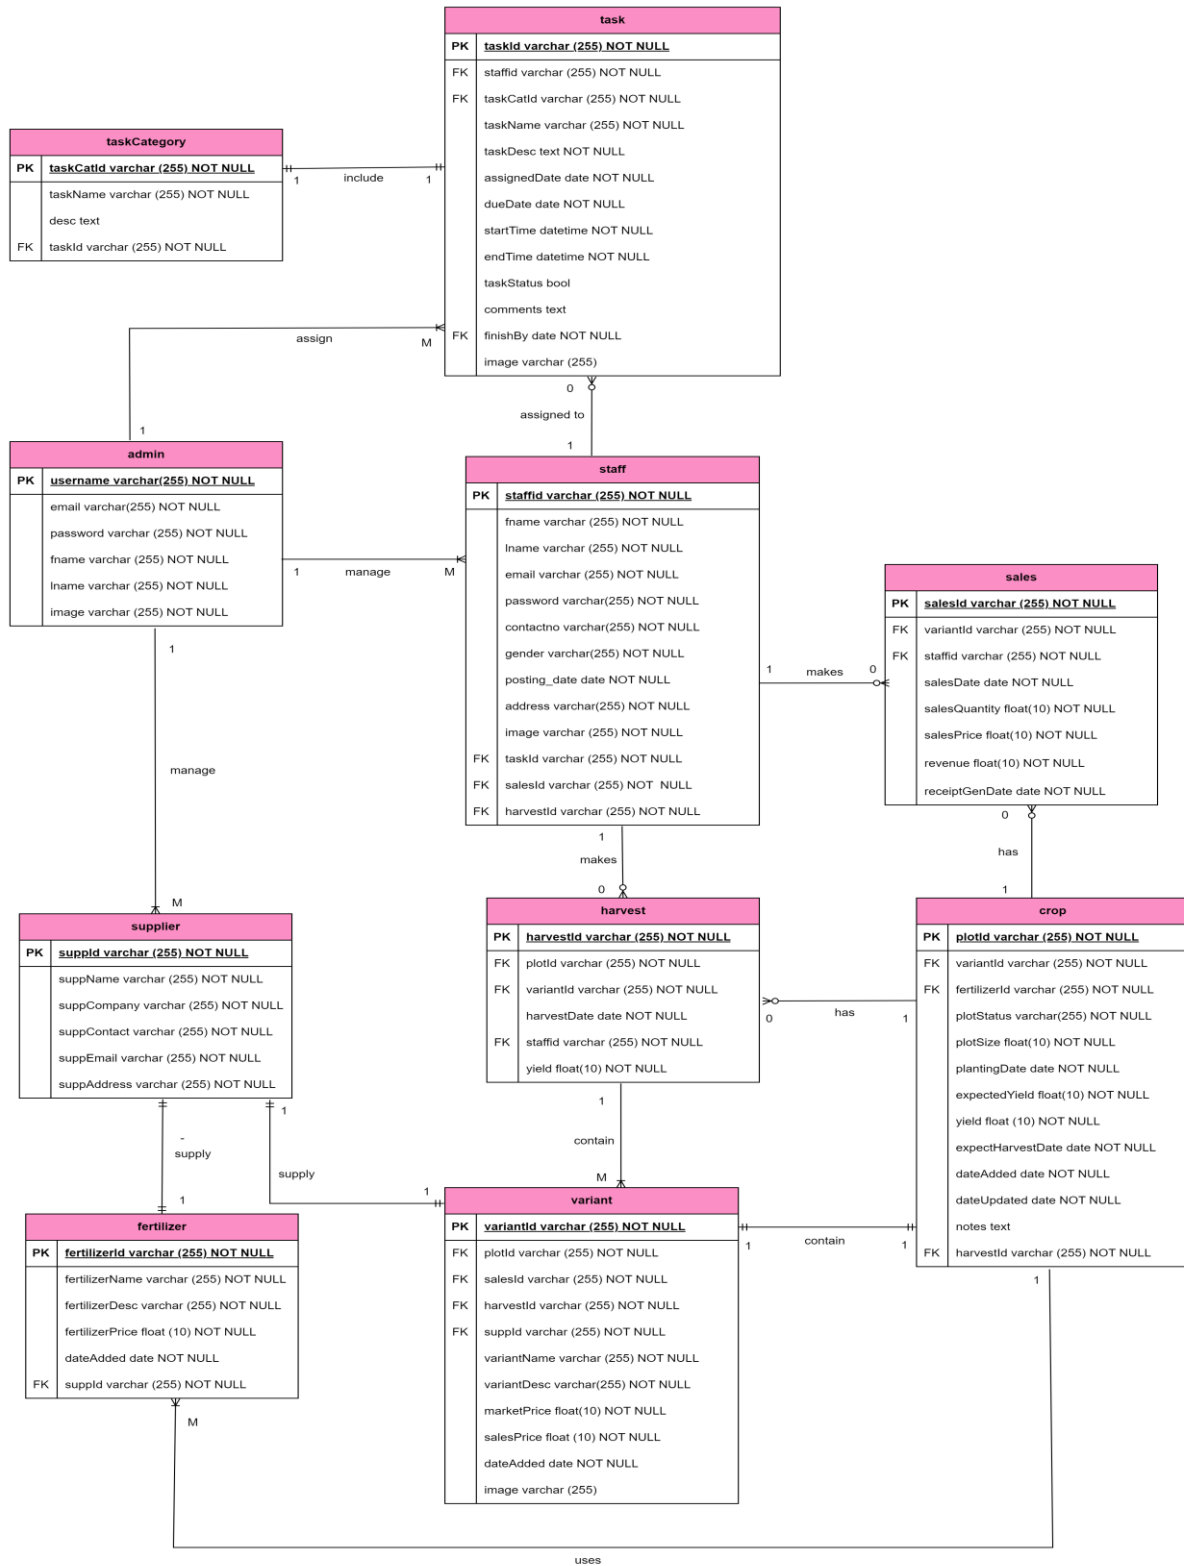 task
PK taskId varchar (255) NOT NULL
FK staffid varchar (255) NOT NULL
FK taskCatId varchar (255) NOT NULL
taskName varchar (255) NOT NULL
taskDesc text NOT NULL
assignedDate date NOT NULL
dueDate date NOT NULL
startTime datetime NOT NULL
endTime datetime NOT NULL
taskStatus bool
comments text
FK finishBy date NOT NULL
image varchar (255)
taskCategory
PK taskCatId varchar (255) NOT NULL
taskName varchar (255) NOT NULL
desc text
FK taskId varchar (255) NOT NULL
1 include 1
assign M
1
0
assigned to
1
admin
PK username varchar(255) NOT NULL
email varchar(255) NOT NULL
password varchar (255) NOT NULL
fname varchar (255) NOT NULL
lname varchar (255) NOT NULL
image varchar (255) NOT NULL
1 manage M
staff
PK staffid varchar (255) NOT NULL
fname varchar (255) NOT NULL
lname varchar (255) NOT NULL
email varchar (255) NOT NULL
password varchar(255) NOT NULL
contactno varchar(255) NOT NULL
gender varchar(255) NOT NULL
posting_date date NOT NULL
address varchar(255) NOT NULL
image varchar (255) NOT NULL
FK taskId varchar (255) NOT NULL
FK salesId varchar (255) NOT NULL
FK harvestId varchar (255) NOT NULL
1 makes 0
sales
PK salesId varchar (255) NOT NULL
FK variantId varchar (255) NOT NULL
FK staffid varchar (255) NOT NULL
salesDate date NOT NULL
salesQuantity float(10) NOT NULL
salesPrice float(10) NOT NULL
revenue float(10) NOT NULL
receiptGenDate date NOT NULL
0
has
1
1
manage
M
1
makes
0
supplier
PK suppId varchar (255) NOT NULL
suppName varchar (255) NOT NULL
suppCompany varchar (255) NOT NULL
suppContact varchar (255) NOT NULL
suppEmail varchar (255) NOT NULL
suppAddress varchar (255) NOT NULL
harvest
PK harvestId varchar (255) NOT NULL
FK plotId varchar (255) NOT NULL
FK variantId varchar (255) NOT NULL
harvestDate date NOT NULL
FK staffid varchar (255) NOT NULL
yield float(10) NOT NULL
0 has 1
crop
PK plotId varchar (255) NOT NULL
FK variantId varchar (255) NOT NULL
FK fertilizerId varchar (255) NOT NULL
plotStatus varchar(255) NOT NULL
plotSize float(10) NOT NULL
plantingDate date NOT NULL
expectedYield float(10) NOT NULL
yield float (10) NOT NULL
expectHarvestDate date NOT NULL
dateAdded date NOT NULL
dateUpdated date NOT NULL
notes text
FK harvestId varchar (255) NOT NULL
-
supply
1
1
supply
1
1
contain
M
fertilizer
PK fertilizerId varchar (255) NOT NULL
fertilizerName varchar (255) NOT NULL
fertilizerDesc varchar (255) NOT NULL
fertilizerPrice float (10) NOT NULL
dateAdded date NOT NULL
FK suppId varchar (255) NOT NULL
variant
PK variantId varchar (255) NOT NULL
FK plotId varchar (255) NOT NULL
FK salesId varchar (255) NOT NULL
FK harvestId varchar (255) NOT NULL
FK suppId varchar (255) NOT NULL
variantName varchar (255) NOT NULL
variantDesc varchar(255) NOT NULL
marketPrice float(10) NOT NULL
salesPrice float (10) NOT NULL
dateAdded date NOT NULL
image varchar (255)
1 contain 1
1
M
uses